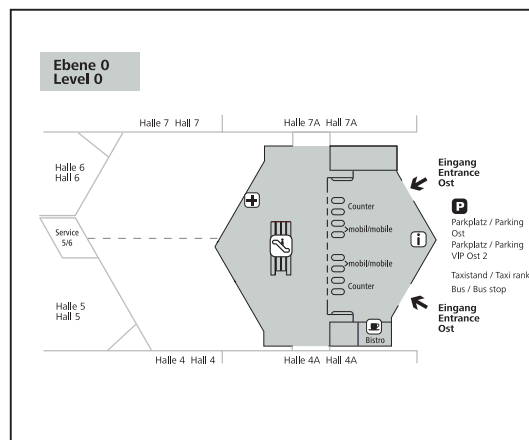 Ebene 0
Level 0
Halle 7 Hall 7
Halle 7A Hall 7A
Halle 6
Hall 6
Eingang
Entrance
Ost
P
Counter
mobil/mobile
i
Parkplatz / Parking
Ost
Parkplatz / Parking
VIP Ost 2
Service
5/6
mobil/mobile
Counter
Taxistand / Taxi rank
Bus / Bus stop
Halle 5
Hall 5
Eingang
Entrance
Ost
Bistro
Halle 4 Hall 4
Halle 4A Hall 4A